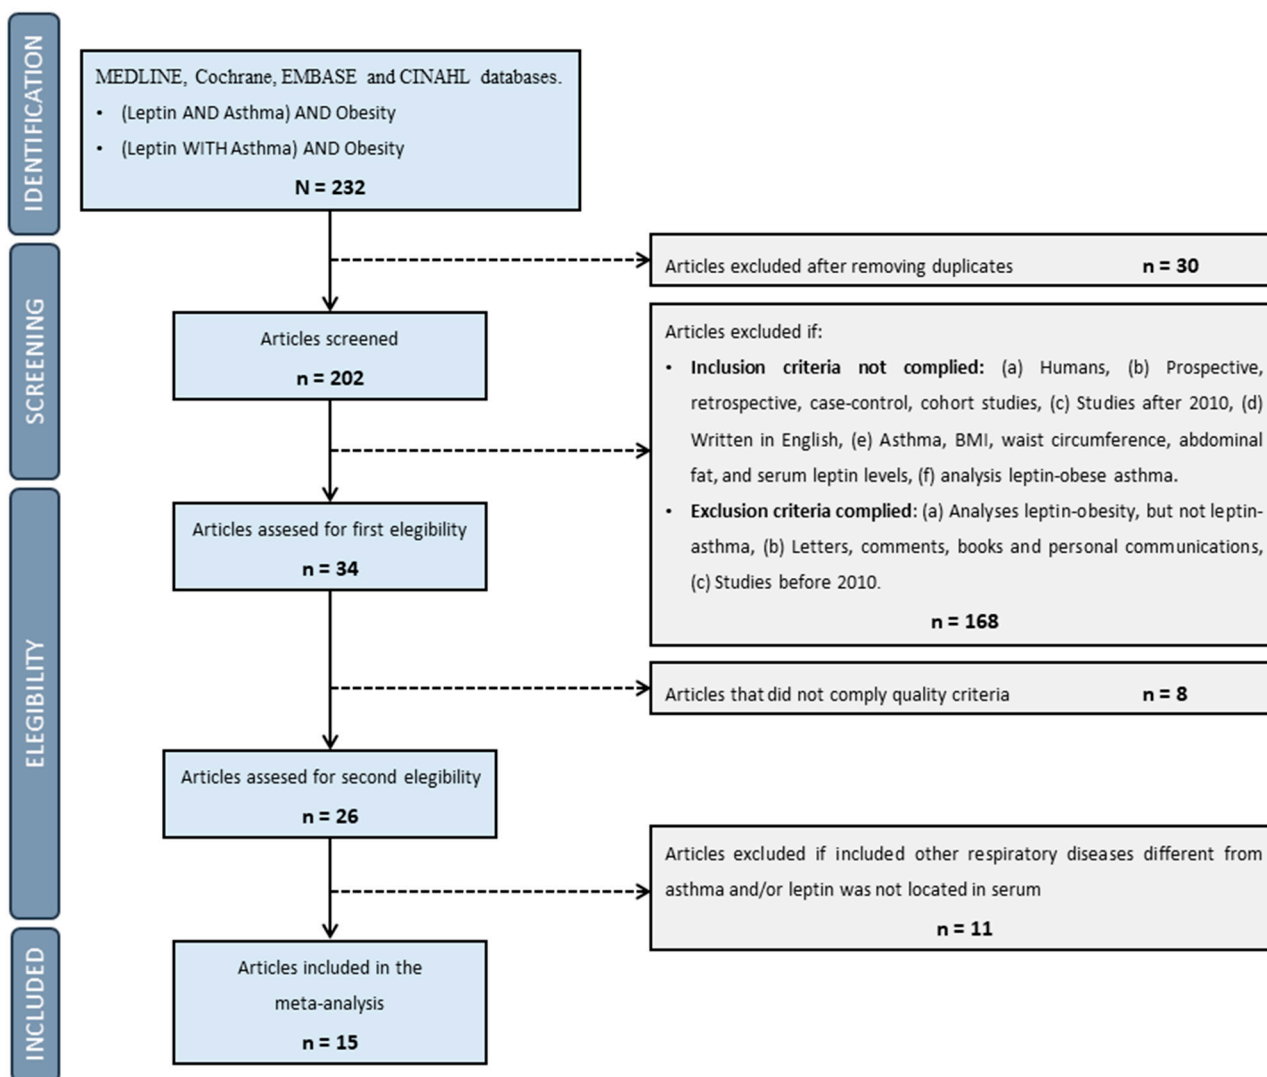 IDENTIFICATION
MEDLINE, Cochrane, EMBASE and CINAHL databases.
• (Leptin AND Asthma) AND Obesity
• (Leptin WITH Asthma) AND Obesity
N = 232
SCREENING
Articles excluded after removing duplicates n = 30
Articles screened
n = 202
Articles excluded if:
• Inclusion criteria not complied: (a) Humans, (b) Prospective,
retrospective, case-control, cohort studies, (c) Studies after 2010, (d)
Written in English, (e) Asthma, BMI, waist circumference, abdominal
fat, and serum leptin levels, (f) analysis leptin-obese asthma.
• Exclusion criteria complied: (a) Analyses leptin-obesity, but not leptin-
asthma, (b) Letters, comments, books and personal communications,
(c) Studies before 2010.
n = 168
ELEGIBILITY
Articles assesed for first elegibility
n = 34
Articles that did not comply quality criteria n = 8
Articles assesed for second elegibility
n = 26
Articles excluded if included other respiratory diseases different from
asthma and/or leptin was not located in serum
n = 11
INCLUDED
Articles included in the
meta-analysis
n = 15